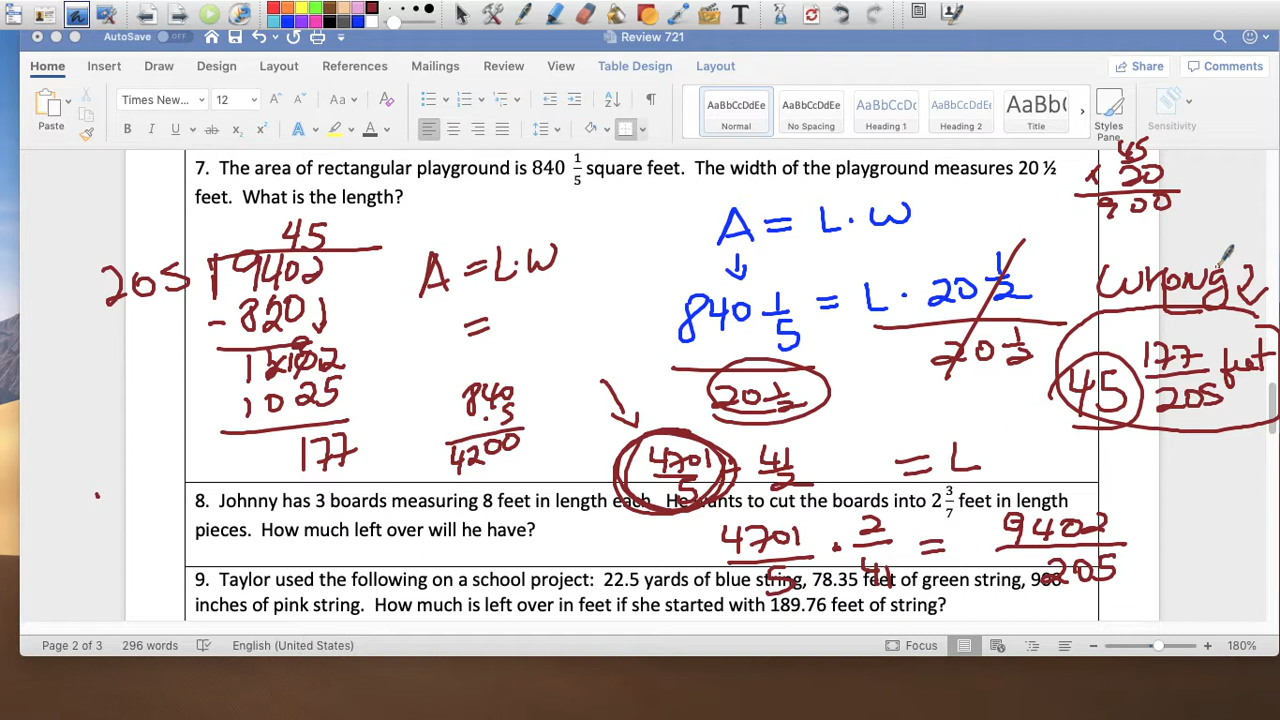 AutoSave OFF
Review 721
Home Insert Draw Design Layout References Mailings Review View Table Design Layout
Share Comments
Paste
Times New... 12
AaBbCcDdEe Normal
AaBbCcDdEe No Spacing
AaBbCcDc Heading 1
AaBbCcDdEe Heading 2
AaBbCcDdE Title
Styles Pane
Sensitivity
7. The area of rectangular playground is 840 1/5 square feet. The width of the playground measures 20 ½
feet. What is the length?
45
× 20
900
A = L·W
45
205 9402
- 820
1025
177
A = L·W
=
840
·5
4200
840 1/5 = L · 20 1/2
20 1/2 20 1/2
wrong?
45 177/205 feet
4701/5 ÷ 41/2 = L
4701/5 · 2/41 = 9402/205
8. Johnny has 3 boards measuring 8 feet in length each. He wants to cut the boards into 2 3/7 feet in length
pieces. How much left over will he have?
9. Taylor used the following on a school project: 22.5 yards of blue string, 78.35 feet of green string,
inches of pink string. How much is left over in feet if she started with 189.76 feet of string?
Page 2 of 3 296 words English (United States) Focus 180%